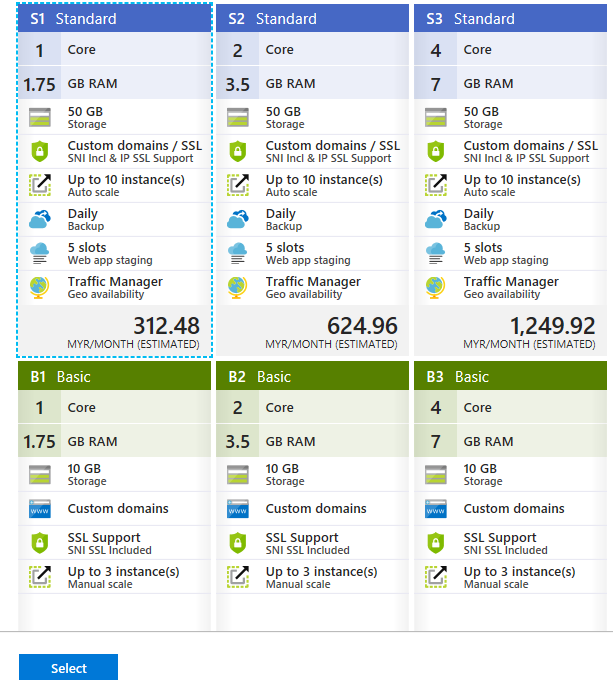 S1 Standard
1 Core
1.75 GB RAM
50 GB
Storage
Custom domains / SSL
SNI Incl & IP SSL Support
Up to 10 instance(s)
Auto scale
Daily
Backup
5 slots
Web app staging
Traffic Manager
Geo availability
312.48
MYR/MONTH (ESTIMATED)
S2 Standard
2 Core
3.5 GB RAM
50 GB
Storage
Custom domains / SSL
SNI Incl & IP SSL Support
Up to 10 instance(s)
Auto scale
Daily
Backup
5 slots
Web app staging
Traffic Manager
Geo availability
624.96
MYR/MONTH (ESTIMATED)
S3 Standard
4 Core
7 GB RAM
50 GB
Storage
Custom domains / SSL
SNI Incl & IP SSL Support
Up to 10 instance(s)
Auto scale
Daily
Backup
5 slots
Web app staging
Traffic Manager
Geo availability
1,249.92
MYR/MONTH (ESTIMATED)
B1 Basic
1 Core
1.75 GB RAM
10 GB
Storage
www
Custom domains
SSL Support
SNI SSL Included
Up to 3 instance(s)
Manual scale
B2 Basic
2 Core
3.5 GB RAM
10 GB
Storage
www
Custom domains
SSL Support
SNI SSL Included
Up to 3 instance(s)
Manual scale
B3 Basic
4 Core
7 GB RAM
10 GB
Storage
www
Custom domains
SSL Support
SNI SSL Included
Up to 3 instance(s)
Manual scale
Select